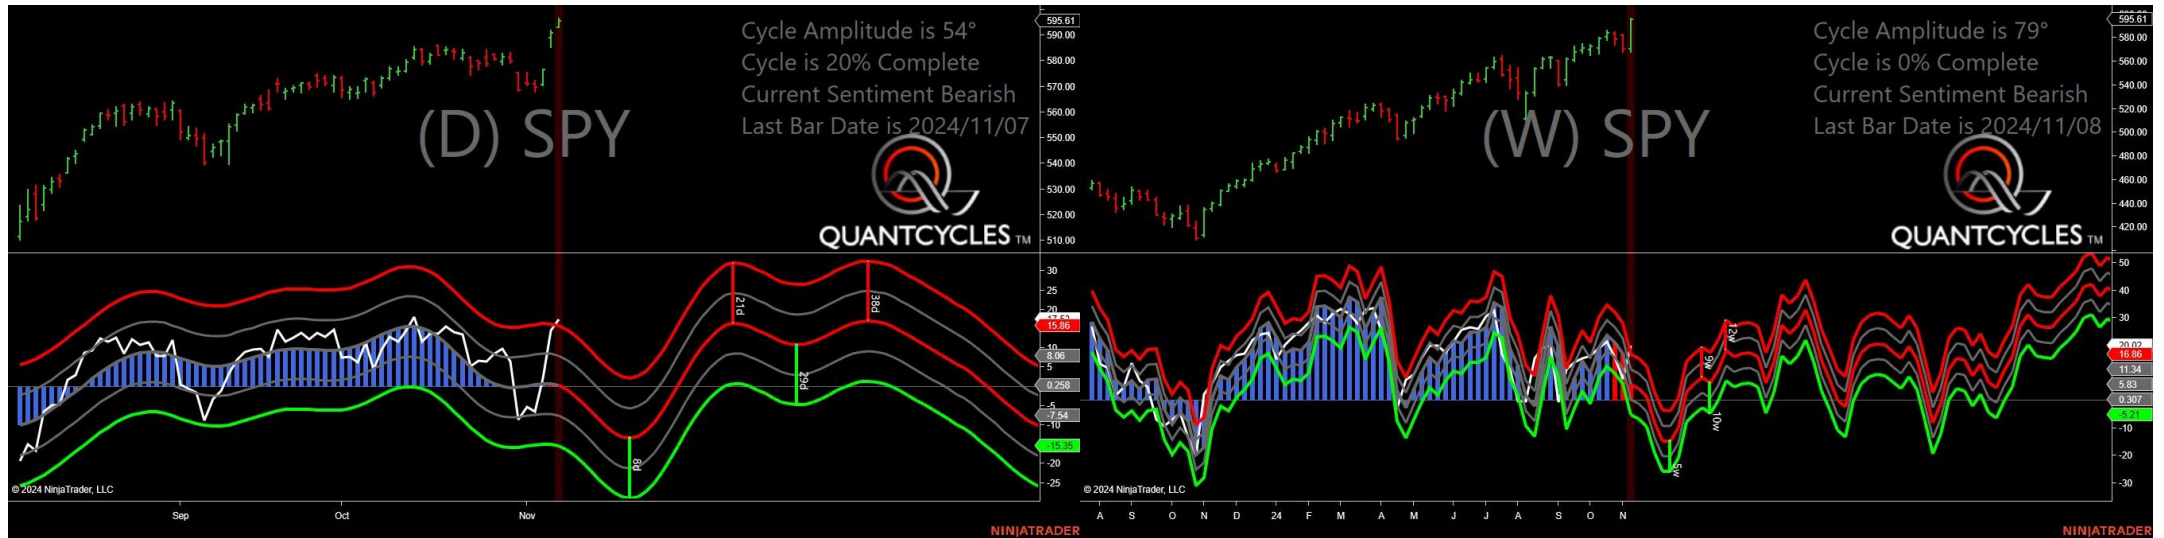 Cycle Amplitude is 54°
Cycle is 20% Complete
Current Sentiment Bearish
Last Bar Date is 2024/11/07
(D) SPY
QUANTCYCLES TM
595.61
590.00
580.00
570.00
560.00
550.00
540.00
530.00
520.00
510.00
30
25
20
15.86
10
8.06
5
0.258
-5
-7.54
-10
-15.35
-20
-25
21d
38d
29d
8d
© 2024 NinjaTrader, LLC
Sep Oct Nov
NINJATRADER
Cycle Amplitude is 79°
Cycle is 0% Complete
Current Sentiment Bearish
Last Bar Date is 2024/11/08
(W) SPY
QUANTCYCLES TM
595.61
580.00
560.00
540.00
520.00
500.00
480.00
460.00
440.00
420.00
50
40
30
20.02
16.86
11.34
5.83
0.307
-5.21
-10
-20
-30
12w
9w
10w
5w
© 2024 NinjaTrader, LLC
A S O N D 24 F M A M J J A S O N
NINJATRADER